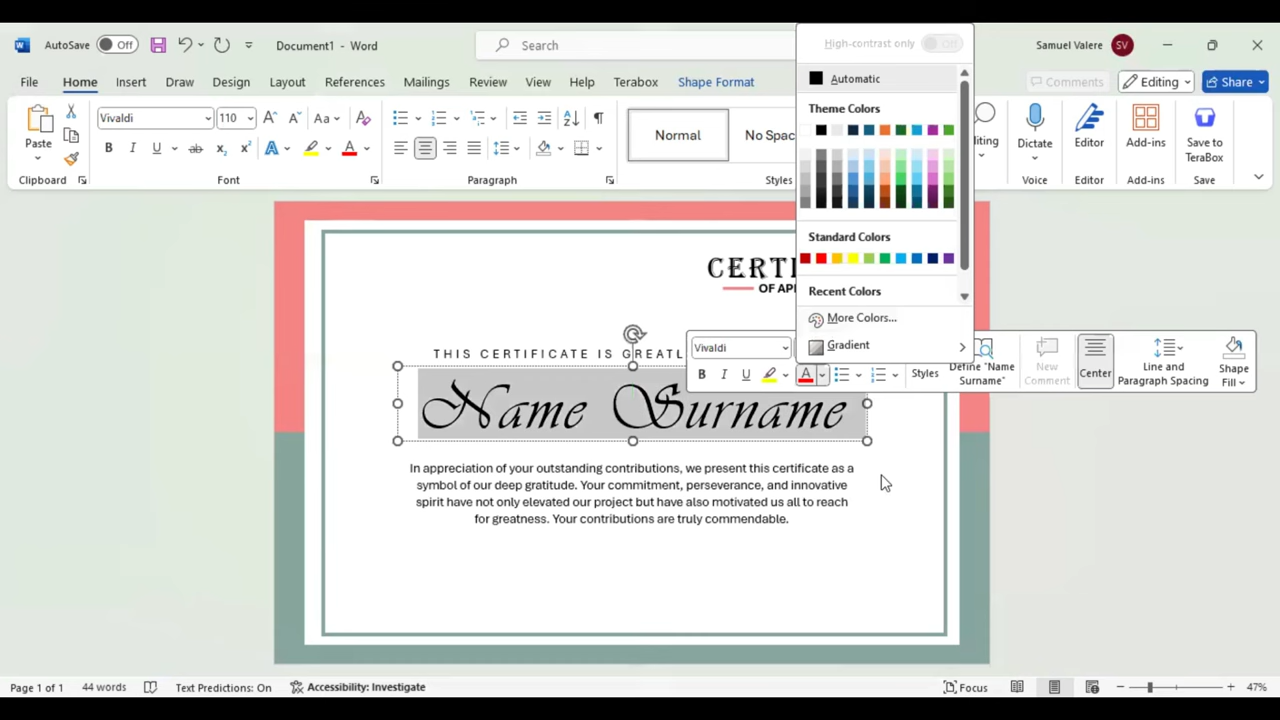 AutoSave Off Document1 - Word Search Samuel Valere SV
File Home Insert Draw Design Layout References Mailings Review View Help Terabox Shape Format Comments Editing Share
Paste Vivaldi 110 Normal Dictate Editor Add-ins Save to TeraBox
Clipboard Font Paragraph Styles Voice Editor Add-ins Save
High-contrast only Off
Automatic
Theme Colors
Standard Colors
Recent Colors
More Colors...
Gradient
OF
THIS CERTIFICATE IS
Vivaldi
Styles Define "Name Surname" New Comment Center Line and Paragraph Spacing Shape Fill
Name Surname
In appreciation of your outstanding contributions, we present this certificate as a
symbol of our deep gratitude. Your commitment, perseverance, and innovative
spirit have not only elevated our project but have also motivated us all to reach
for greatness. Your contributions are truly commendable.
Page 1 of 1 44 words Text Predictions: On Accessibility: Investigate Focus 47%